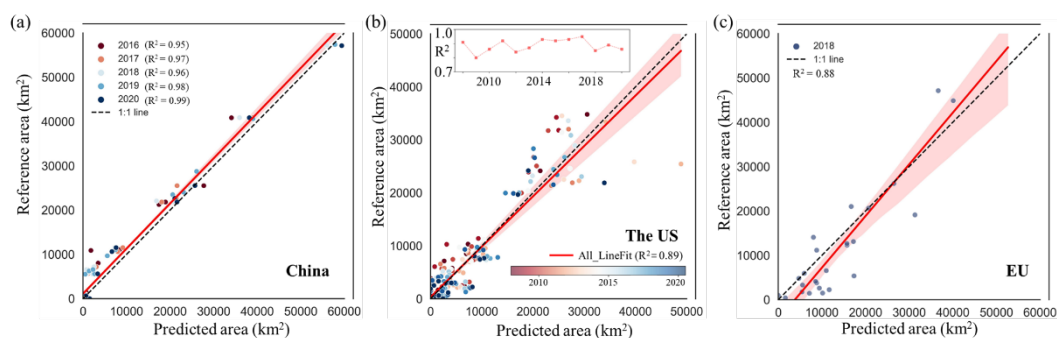 (a)
Reference area (km²)
60000
50000
40000
30000
20000
10000
0
2016 (R² = 0.95)
2017 (R² = 0.97)
2018 (R² = 0.96)
2019 (R² = 0.98)
2020 (R² = 0.99)
1:1 line
China
0 10000 20000 30000 40000 50000 60000
Predicted area (km²)
(b)
Reference area (km²)
50000
40000
30000
20000
10000
0
1.0
R²
0.7
2010 2014 2018
The US
All_LineFit (R² = 0.89)
2010 2015 2020
0 10000 20000 30000 40000 50000
Predicted area (km²)
(c)
Reference area (km²)
60000
50000
40000
30000
20000
10000
0
2018
1:1 line
R² = 0.88
EU
0 10000 20000 30000 40000 50000 60000
Predicted area (km²)